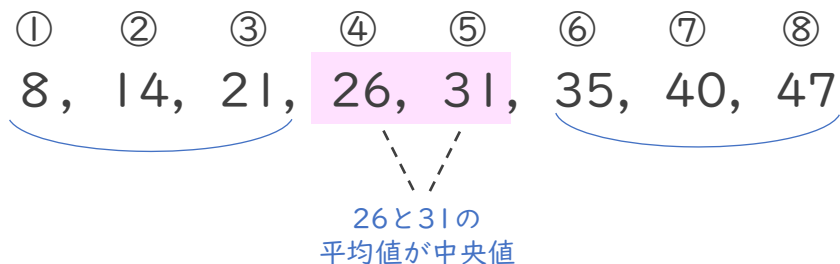 ① ② ③ ④ ⑤ ⑥ ⑦ ⑧
8, 14, 21, 26, 31, 35, 40, 47
26と31の
平均値が中央値